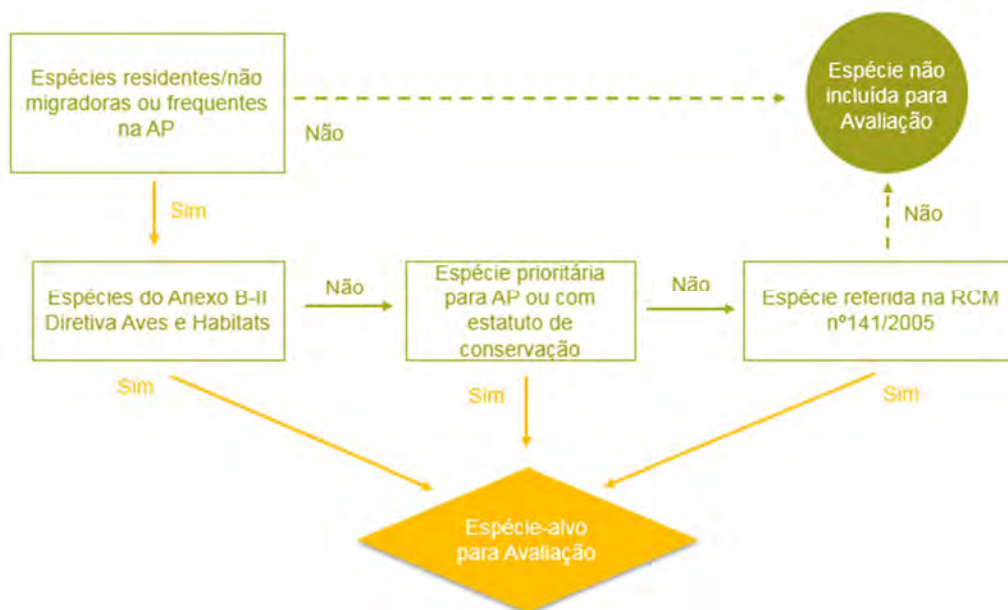 Espécies residentes/não
migradoras ou frequentes
na AP
Não
Espécie não
incluída para
Avaliação
Sim
Não
Espécies do Anexo B-II
Diretiva Aves e Habitats
Não
Espécie prioritária
para AP ou com
estatuto de
conservação
Não
Espécie referida na RCM
nº141/2005
Sim
Sim
Sim
Espécie-alvo
para Avaliação